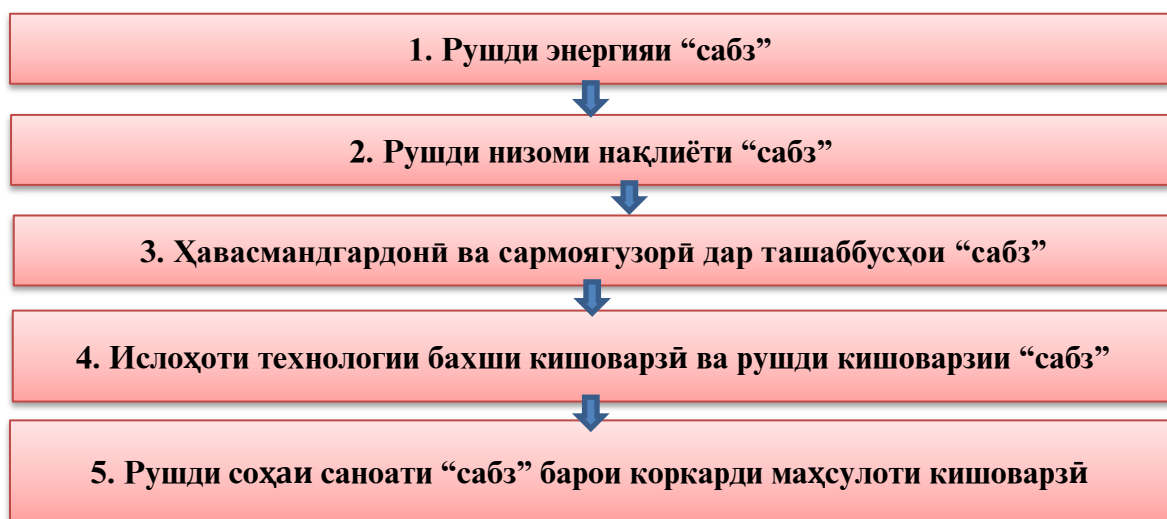 1. Рушди энергияи “сабз”
2. Рушди низоми нақлиёти “сабз”
3. Ҳавасмандгардонӣ ва сармоягузорӣ дар ташаббусҳои “сабз”
4. Ислоҳоти технологии бахши кишоварзӣ ва рушди кишоварзии “сабз”
5. Рушди соҳаи саноати “сабз” барои коркарди маҳсулоти кишоварзӣ